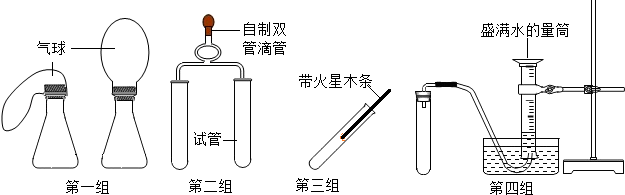 气球
自制双
管滴管
试管
带火星木条
盛满水的量筒
第一组
第二组
第三组
第四组